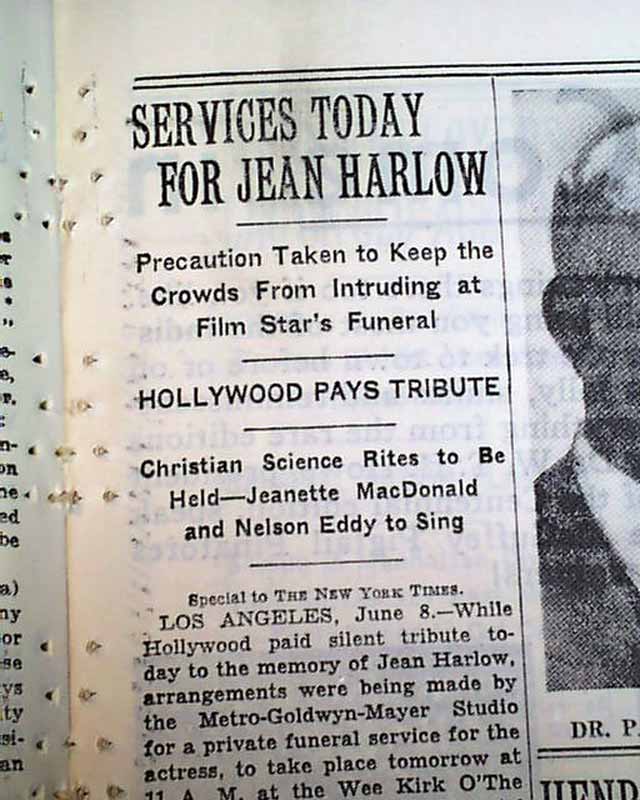 SERVICES TODAY
FOR JEAN HARLOW
Precaution Taken to Keep the
Crowds From Intruding at
Film Star's Funeral
HOLLYWOOD PAYS TRIBUTE
Christian Science Rites to Be
Held—Jeanette MacDonald
and Nelson Eddy to Sing
Special to THE NEW YORK TIMES.
LOS ANGELES, June 8.—While
Hollywood paid silent tribute to-
day to the memory of Jean Harlow,
arrangements were being made by
the Metro-Goldwyn-Mayer Studio
for a private funeral service for the
actress, to take place tomorrow at
11 A. M. at the Wee Kirk O'The
DR. P.